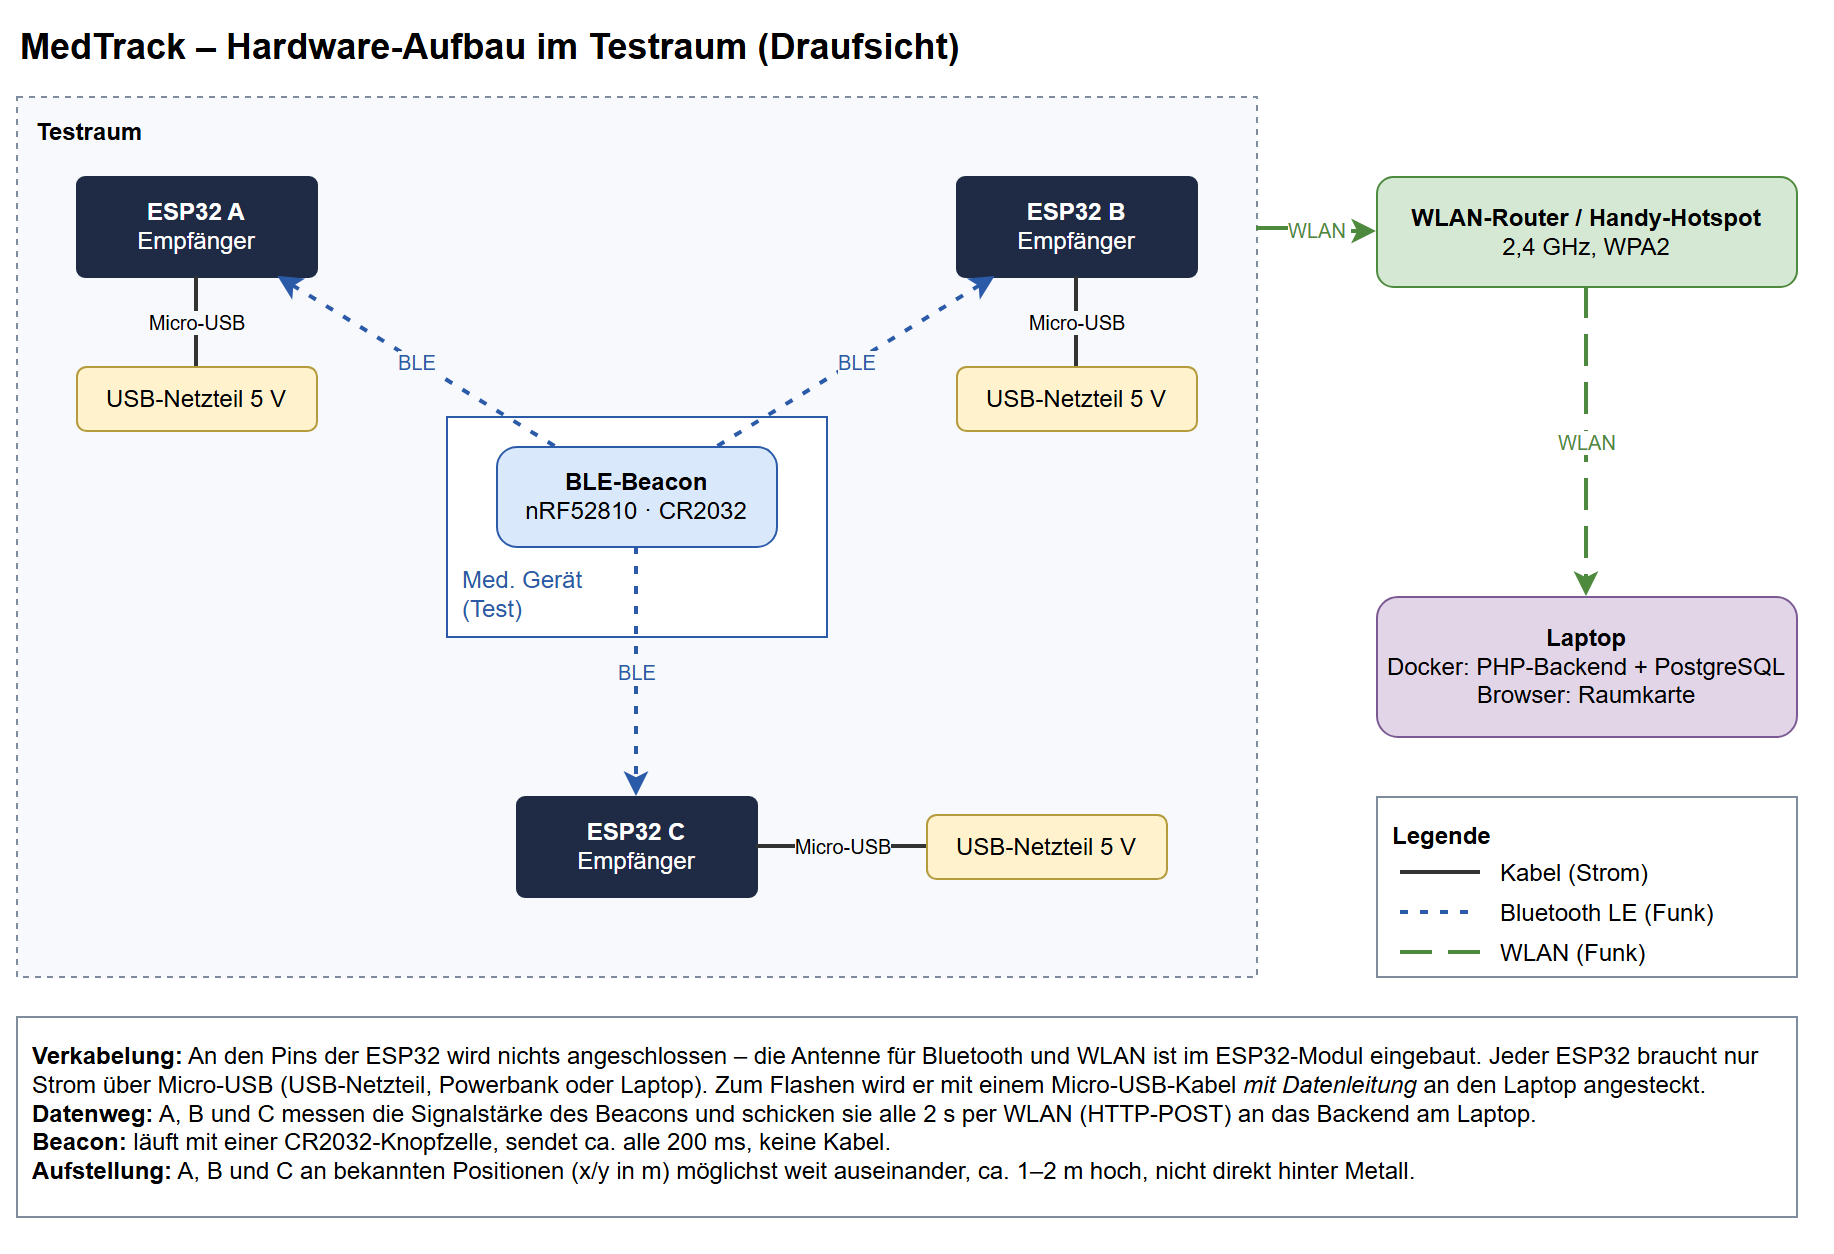 MedTrack – Hardware-Aufbau im Testraum (Draufsicht)
Testraum
ESP32 A
Empfänger
ESP32 B
Empfänger
WLAN
WLAN-Router / Handy-Hotspot
2,4 GHz, WPA2
Micro-USB
Micro-USB
BLE
BLE
USB-Netzteil 5 V
USB-Netzteil 5 V
WLAN
BLE-Beacon
nRF52810 · CR2032
Med. Gerät
(Test)
BLE
Laptop
Docker: PHP-Backend + PostgreSQL
Browser: Raumkarte
ESP32 C
Empfänger
Micro-USB
USB-Netzteil 5 V
Legende
Kabel (Strom)
Bluetooth LE (Funk)
WLAN (Funk)
Verkabelung: An den Pins der ESP32 wird nichts angeschlossen – die Antenne für Bluetooth und WLAN ist im ESP32-Modul eingebaut. Jeder ESP32 braucht nur
Strom über Micro-USB (USB-Netzteil, Powerbank oder Laptop). Zum Flashen wird er mit einem Micro-USB-Kabel mit Datenleitung an den Laptop angesteckt.
Datenweg: A, B und C messen die Signalstärke des Beacons und schicken sie alle 2 s per WLAN (HTTP-POST) an das Backend am Laptop.
Beacon: läuft mit einer CR2032-Knopfzelle, sendet ca. alle 200 ms, keine Kabel.
Aufstellung: A, B und C an bekannten Positionen (x/y in m) möglichst weit auseinander, ca. 1–2 m hoch, nicht direkt hinter Metall.